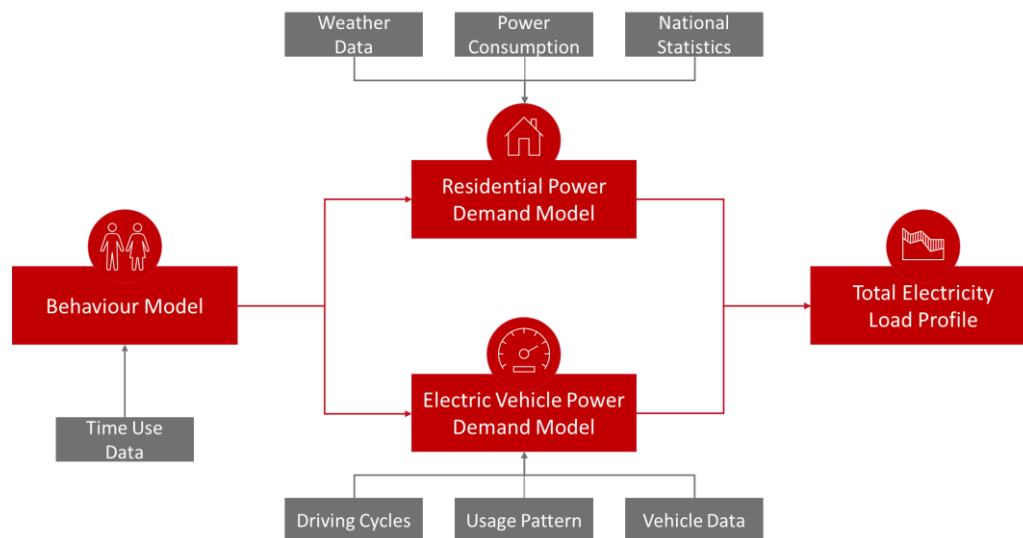 Weather
Data
Power
Consumption
National
Statistics
Residential Power
Demand Model
Behaviour Model
Total Electricity
Load Profile
Electric Vehicle Power
Demand Model
Time Use
Data
Driving Cycles
Usage Pattern
Vehicle Data